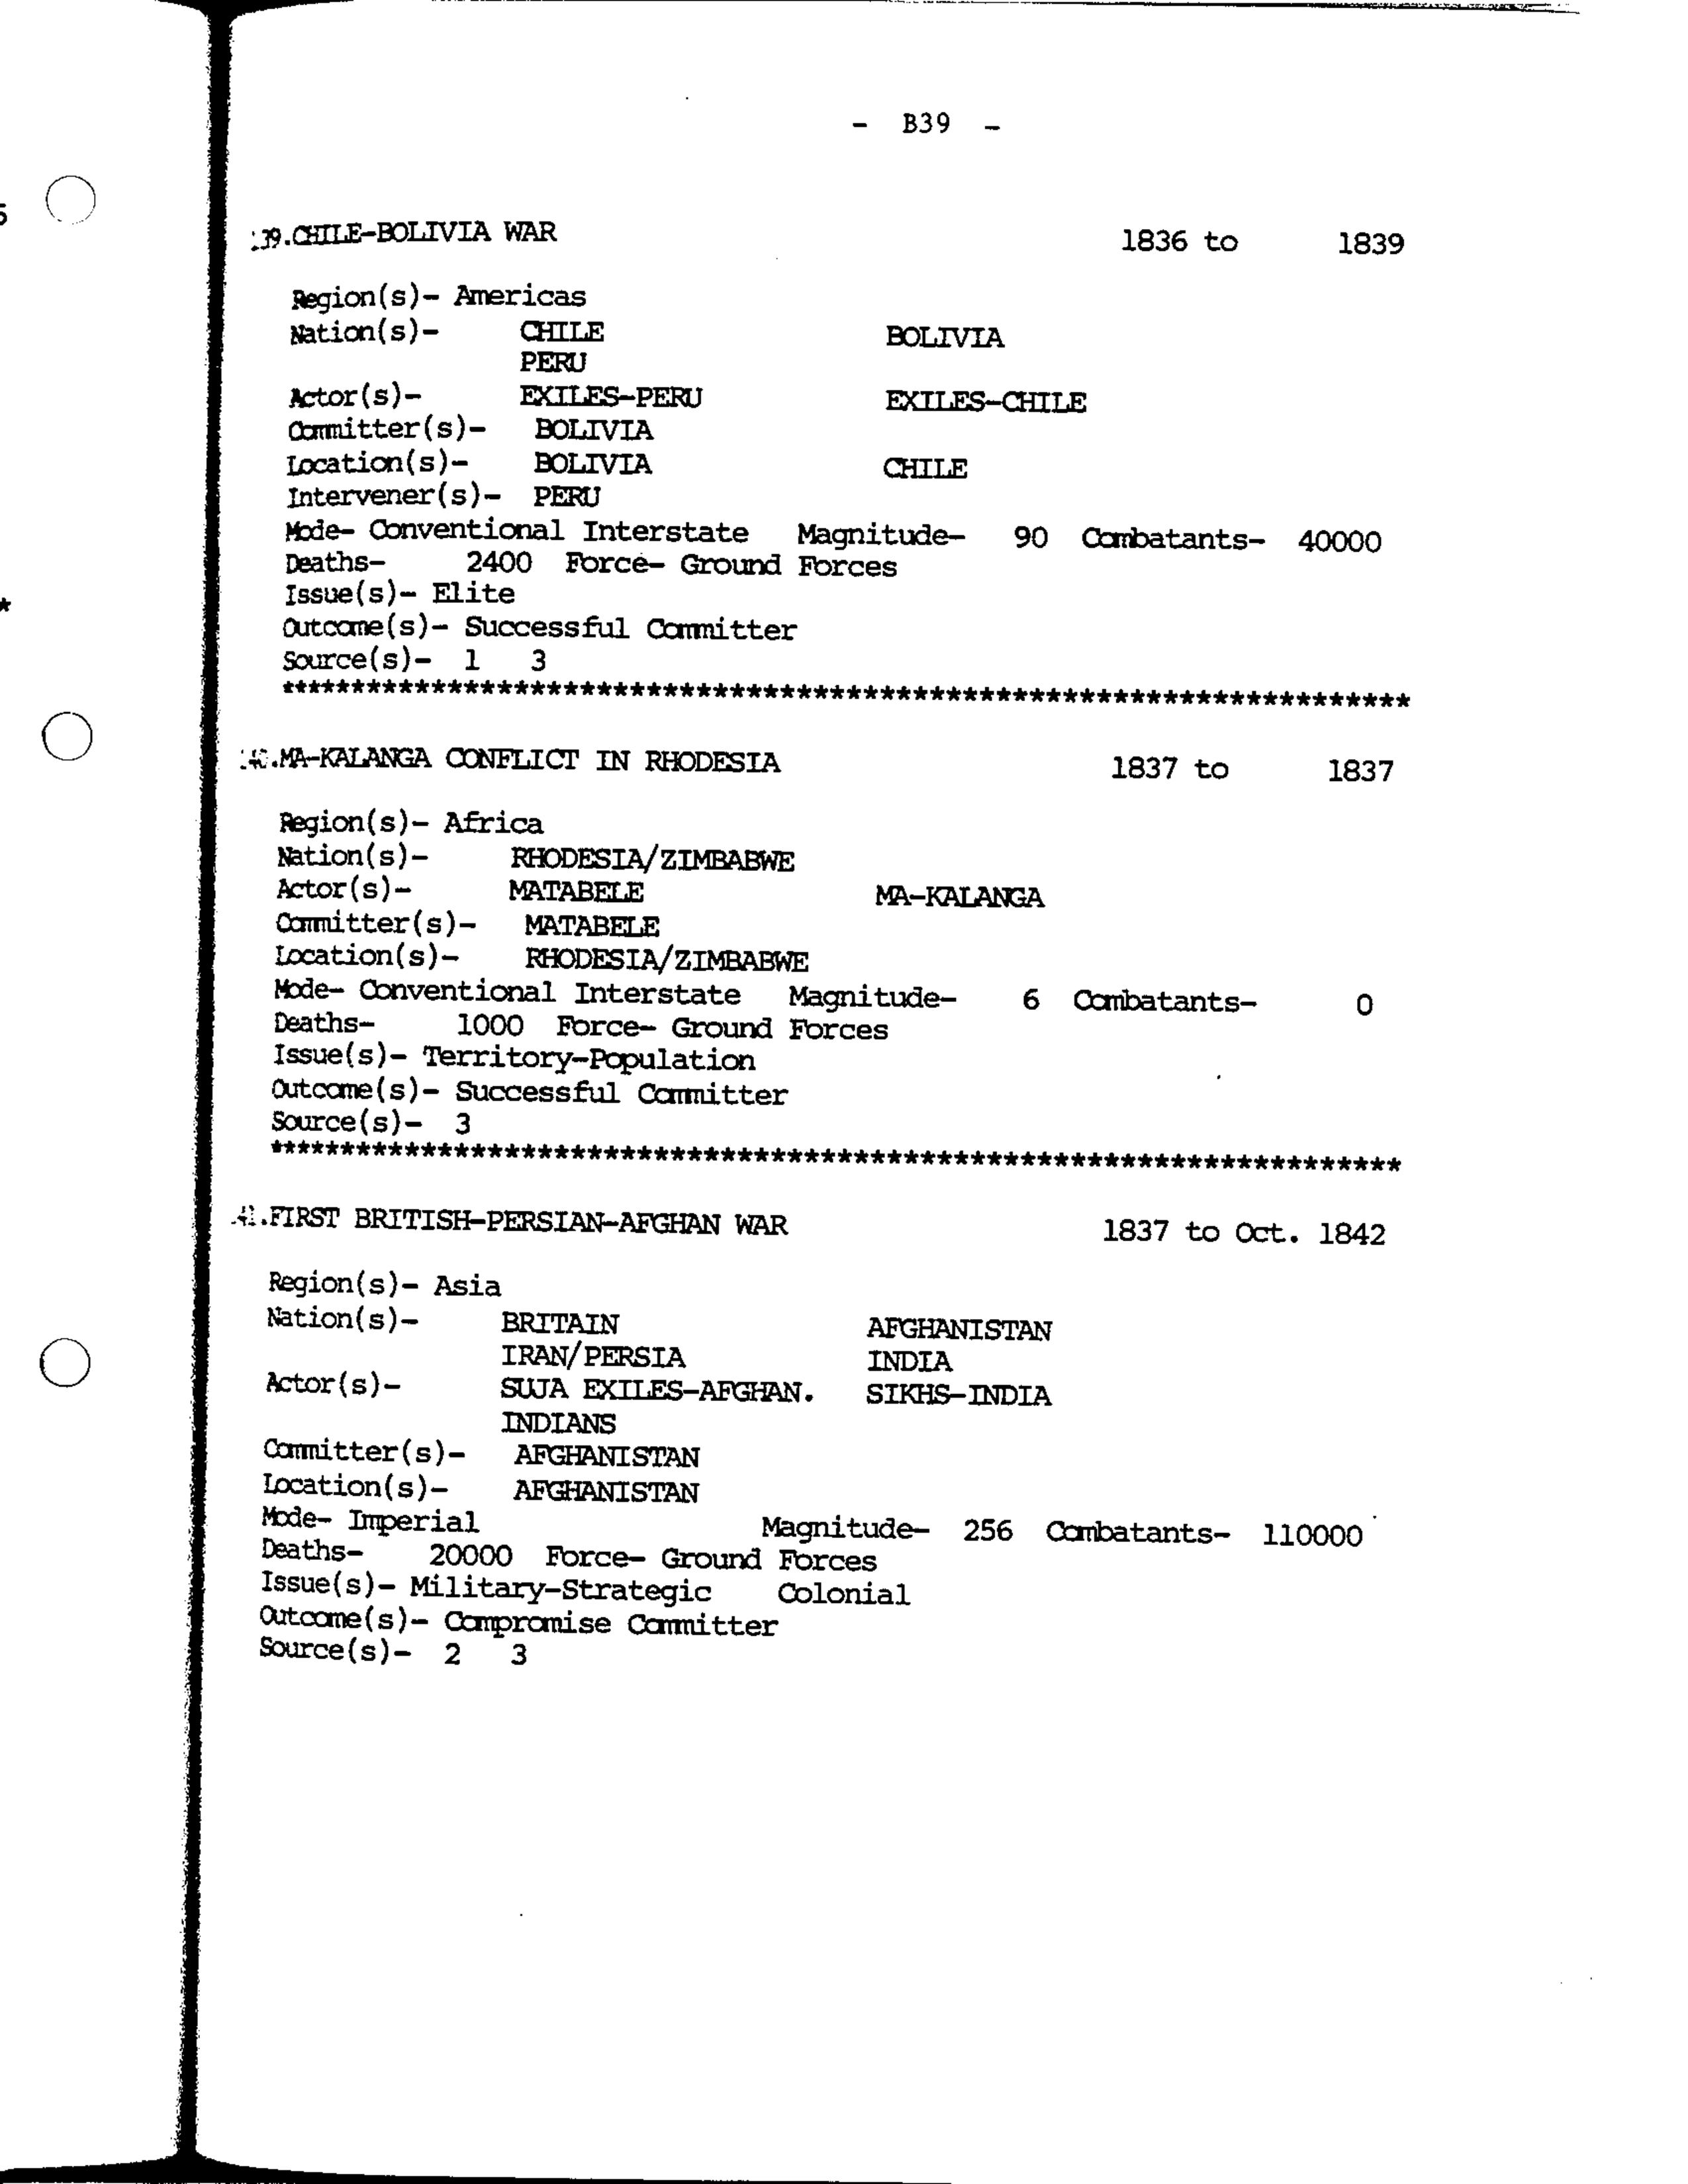 - B39 -
139.CHILE-BOLIVIA WAR 1836 to 1839
Region(s)- Americas
Nation(s)- CHILE BOLIVIA
PERU
Actor(s)- EXILES-PERU EXILES-CHILE
Committer(s)- BOLIVIA
Location(s)- BOLIVIA CHILE
Intervener(s)- PERU
Mode- Conventional Interstate Magnitude- 90 Combatants- 40000
Deaths- 2400 Force- Ground Forces
Issue(s)- Elite
Outcome(s)- Successful Committer
Source(s)- 1 3
*******************************************************************
140.MA-KALANGA CONFLICT IN RHODESIA 1837 to 1837
Region(s)- Africa
Nation(s)- RHODESIA/ZIMBABWE
Actor(s)- MATABELE MA-KALANGA
Committer(s)- MATABELE
Location(s)- RHODESIA/ZIMBABWE
Mode- Conventional Interstate Magnitude- 6 Combatants- 0
Deaths- 1000 Force- Ground Forces
Issue(s)- Territory-Population
Outcome(s)- Successful Committer
Source(s)- 3
*******************************************************************
41.FIRST BRITISH-PERSIAN-AFGHAN WAR 1837 to Oct. 1842
Region(s)- Asia
Nation(s)- BRITAIN AFGHANISTAN
IRAN/PERSIA INDIA
Actor(s)- SUJA EXILES-AFGHAN. SIKHS-INDIA
INDIANS
Committer(s)- AFGHANISTAN
Location(s)- AFGHANISTAN
Mode- Imperial Magnitude- 256 Combatants- 110000
Deaths- 20000 Force- Ground Forces
Issue(s)- Military-Strategic Colonial
Outcome(s)- Compromise Committer
Source(s)- 2 3